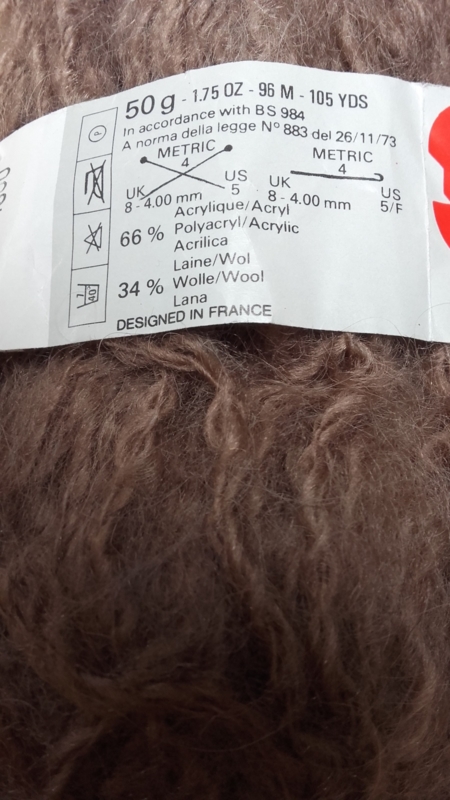 50 g - 1.75 OZ - 96 M - 105 YDS
In accordance with BS 984
A norma della legge N° 883 del 26/11/73
METRIC
4
UK
8 - 4.00 mm
US
5
METRIC
4
UK
8 - 4.00 mm
US
5/F
P
40°
66 %
Acrylique/Acryl
Polyacryl/Acrylic
Acrilica
34 %
Laine/Wol
Wolle/Wool
Lana
DESIGNED IN FRANCE